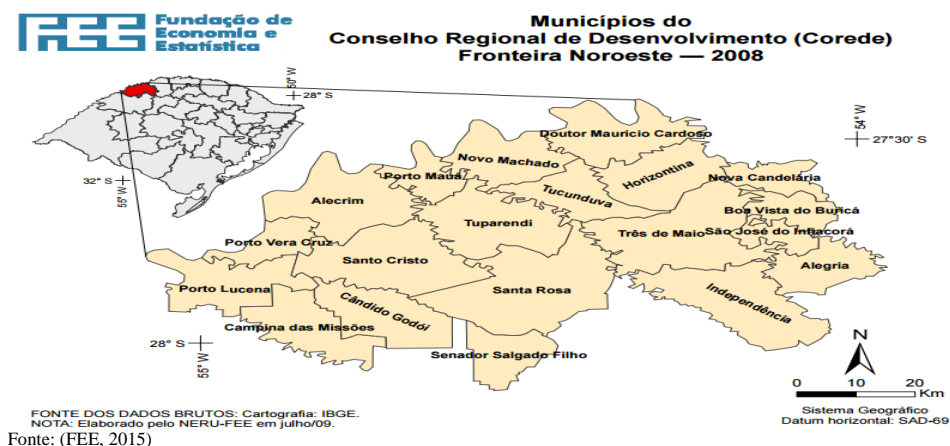 FEE Fundação de
Economia e
Estatística
Municípios do
Conselho Regional de Desenvolvimento (Corede)
Fronteira Noroeste — 2008
50° W
28° S
32° S
55° W
54° W
27°30' S
Doutor Mauricio Cardoso
Novo Machado
Horizontina
Porto Mauá
Nova Candelária
Tucunduva
Alecrim
Boa Vista do Buricá
Tuparendi
Três de Maio
São José do Inhacorá
Porto Vera Cruz
Santo Cristo
Alegria
Porto Lucena
Santa Rosa
Independência
Cândido Godói
Campina das Missões
28° S
55° W
Senador Salgado Filho
N
0 10 20
Km
Sistema Geográfico
Datum horizontal: SAD-69
FONTE DOS DADOS BRUTOS: Cartografia: IBGE.
NOTA: Elaborado pelo NERU-FEE em julho/09.
Fonte: (FEE, 2015)